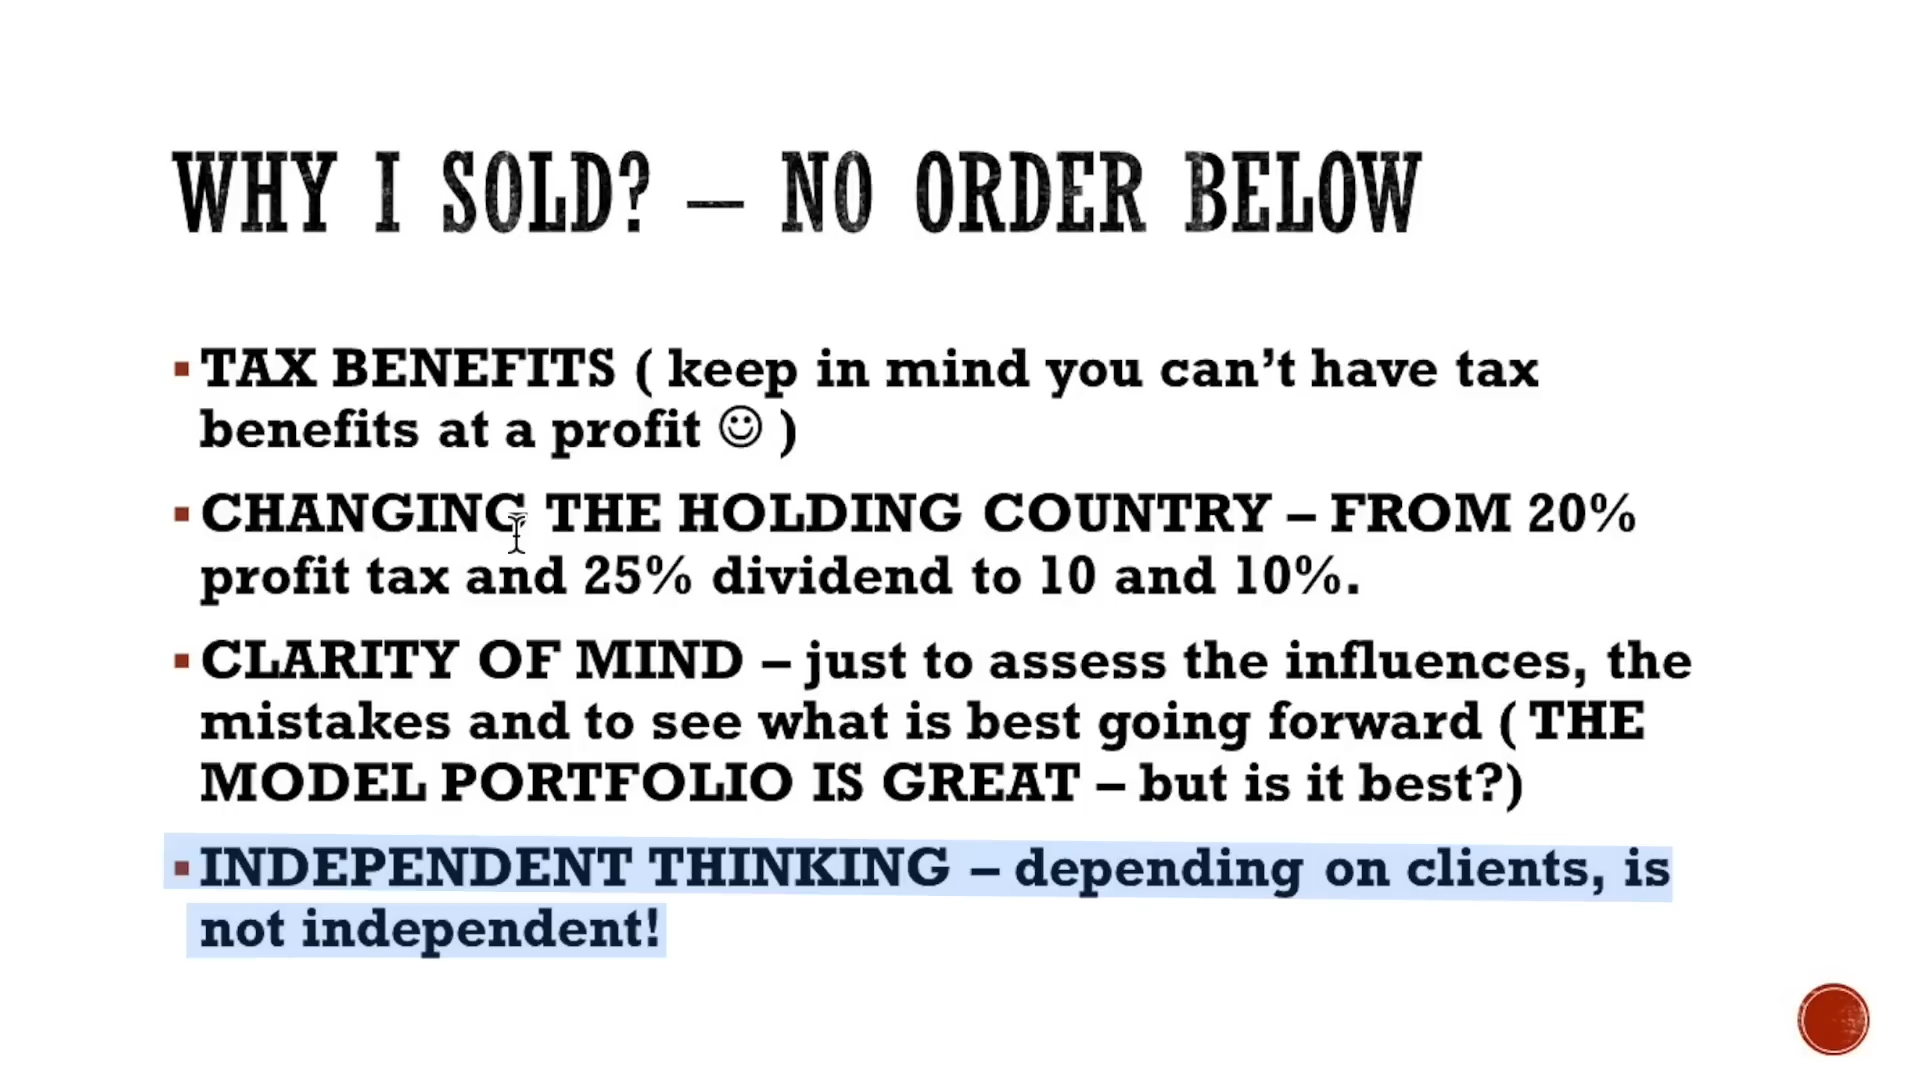 WHY I SOLD? – NO ORDER BELOW
▪ TAX BENEFITS ( keep in mind you can’t have tax
benefits at a profit ☺ )
▪ CHANGING THE HOLDING COUNTRY – FROM 20%
profit tax and 25% dividend to 10 and 10%.
▪ CLARITY OF MIND – just to assess the influences, the
mistakes and to see what is best going forward ( THE
MODEL PORTFOLIO IS GREAT – but is it best?)
▪ INDEPENDENT THINKING – depending on clients, is
not independent!